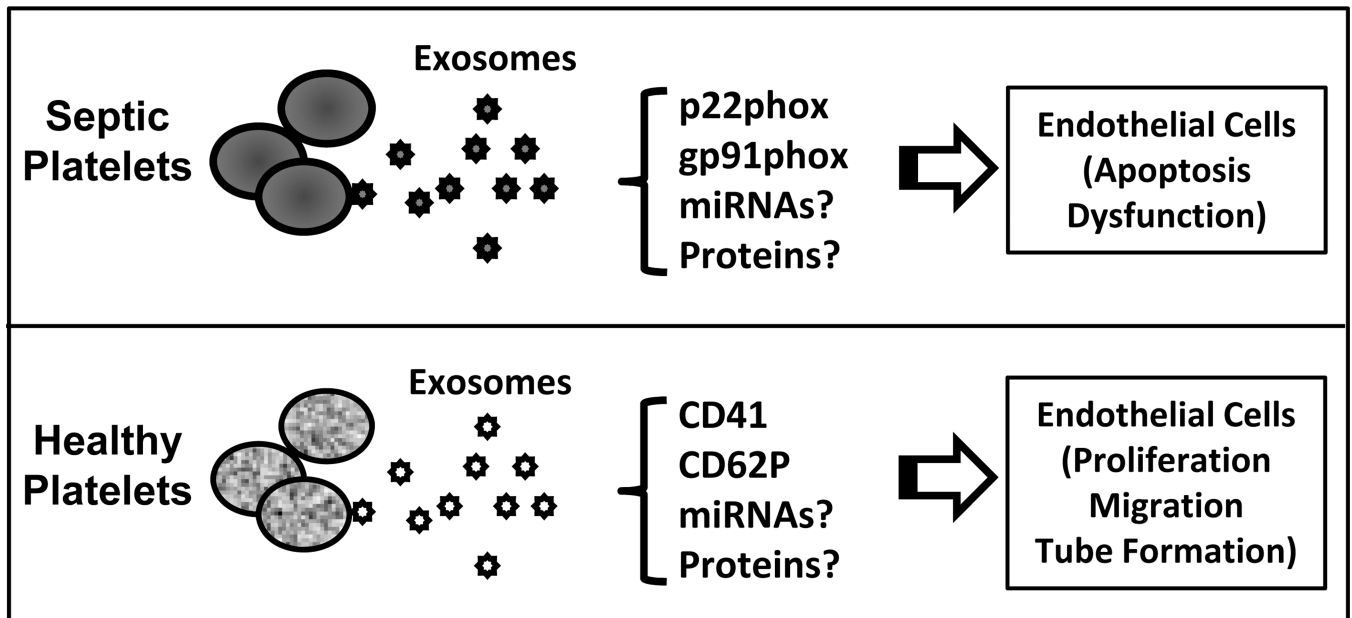 Exosomes
Septic
Platelets
p22phox
gp91phox
miRNAs?
Proteins?
Endothelial Cells
(Apoptosis
Dysfunction)
Exosomes
Healthy
Platelets
CD41
CD62P
miRNAs?
Proteins?
Endothelial Cells
(Proliferation
Migration
Tube Formation)